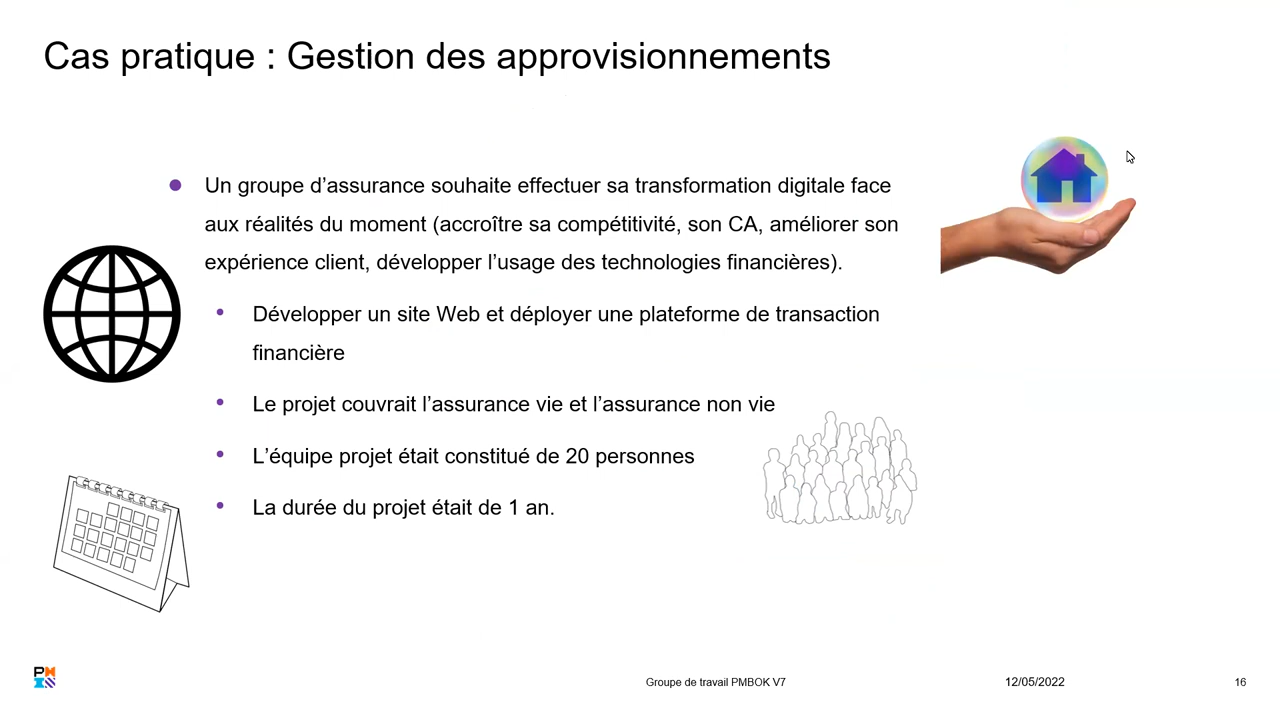 Cas pratique : Gestion des approvisionnements
Un groupe d’assurance souhaite effectuer sa transformation digitale face
aux réalités du moment (accroître sa compétitivité, son CA, améliorer son
expérience client, développer l’usage des technologies financières).
Développer un site Web et déployer une plateforme de transaction
financière
Le projet couvrait l’assurance vie et l’assurance non vie
L’équipe projet était constitué de 20 personnes
La durée du projet était de 1 an.
Groupe de travail PMBOK V7
12/05/2022
16